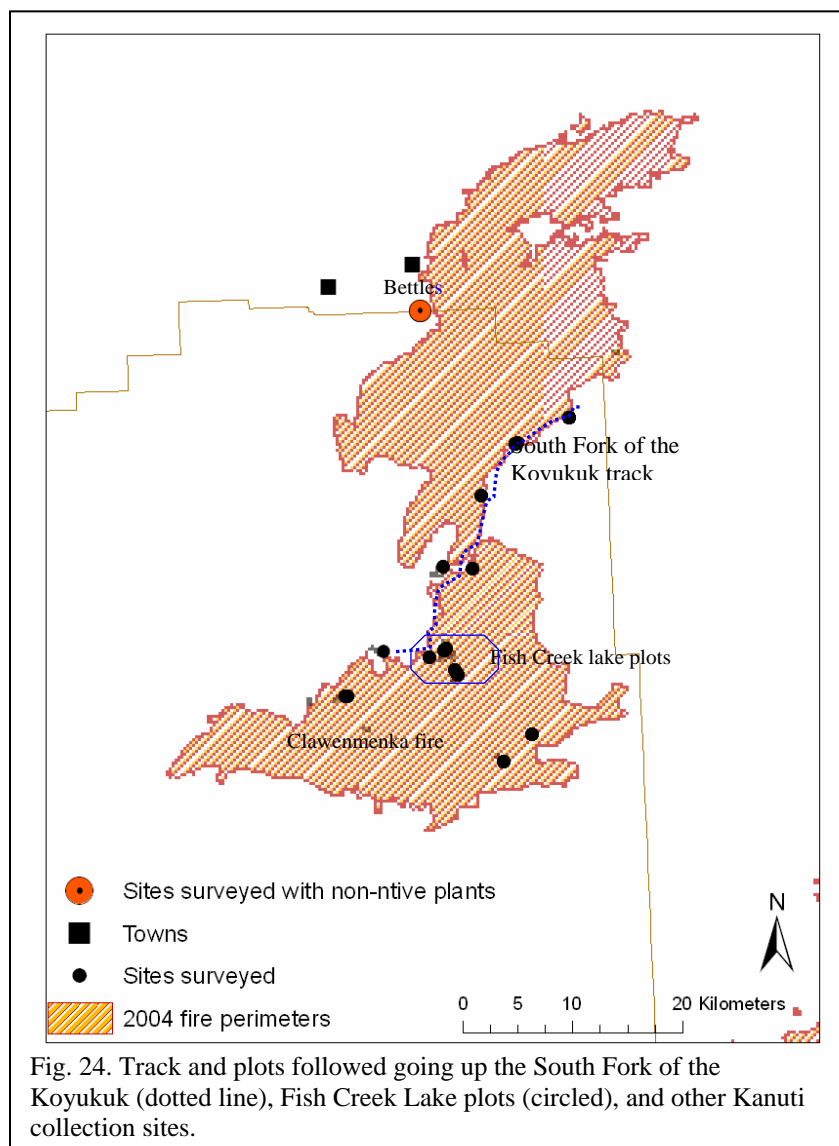 Bettles
South Fork of the
Koyukuk track
Fish Creek lake plots
Clawenmenka fire
Sites surveyed with non-ntive plants
Towns
Sites surveyed
2004 fire perimeters
N
0 5 10 20 Kilometers
Fig. 24. Track and plots followed going up the South Fork of the
Koyukuk (dotted line), Fish Creek Lake plots (circled), and other Kanuti
collection sites.